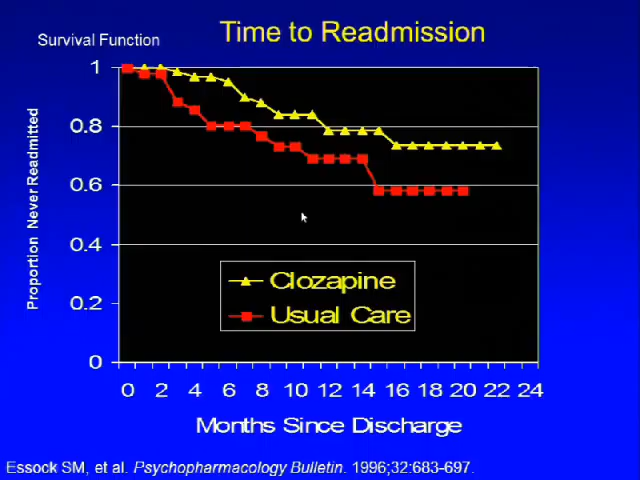 Survival Function
Time to Readmission
Proportion Never Readmitted
1
0.8
0.6
0.4
0.2
0
Clozapine
Usual Care
0 2 4 6 8 10 12 14 16 18 20 22 24
Months Since Discharge
Essock SM, et al. Psychopharmacology Bulletin. 1996;32:683-697.